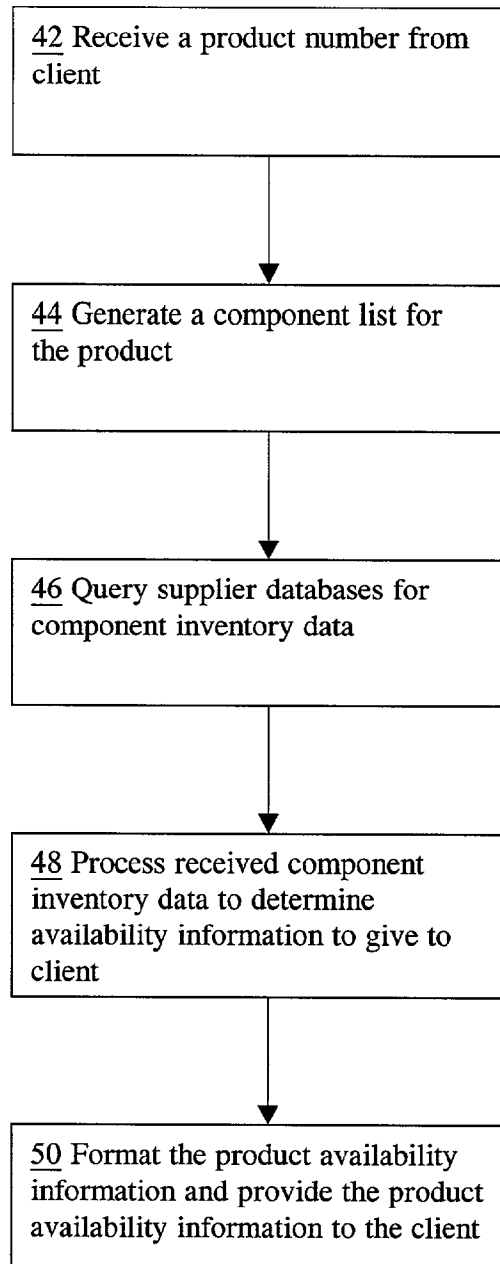 42 Receive a product number from
client
44 Generate a component list for
the product
46 Query supplier databases for
component inventory data
48 Process received component
inventory data to determine
availability information to give to
client
50 Format the product availability
information and provide the product
availability information to the client